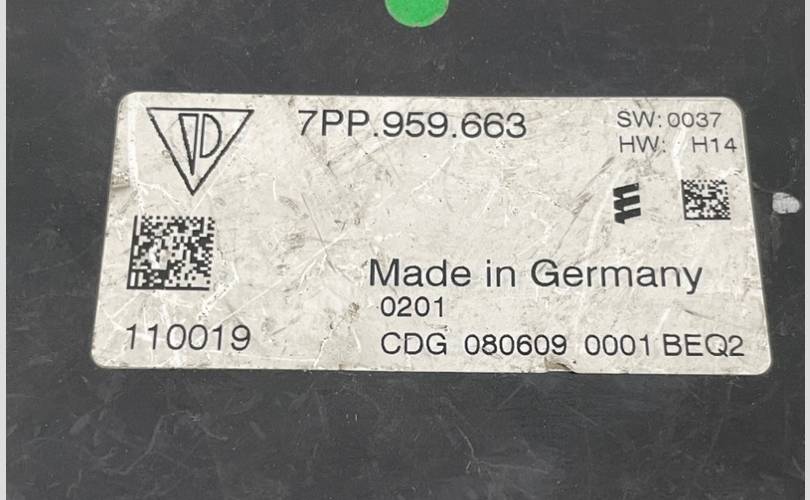 7PP.959.663
SW: 0037
HW: H14
Made in Germany
0201
110019
CDG 080609 0001 BEQ2